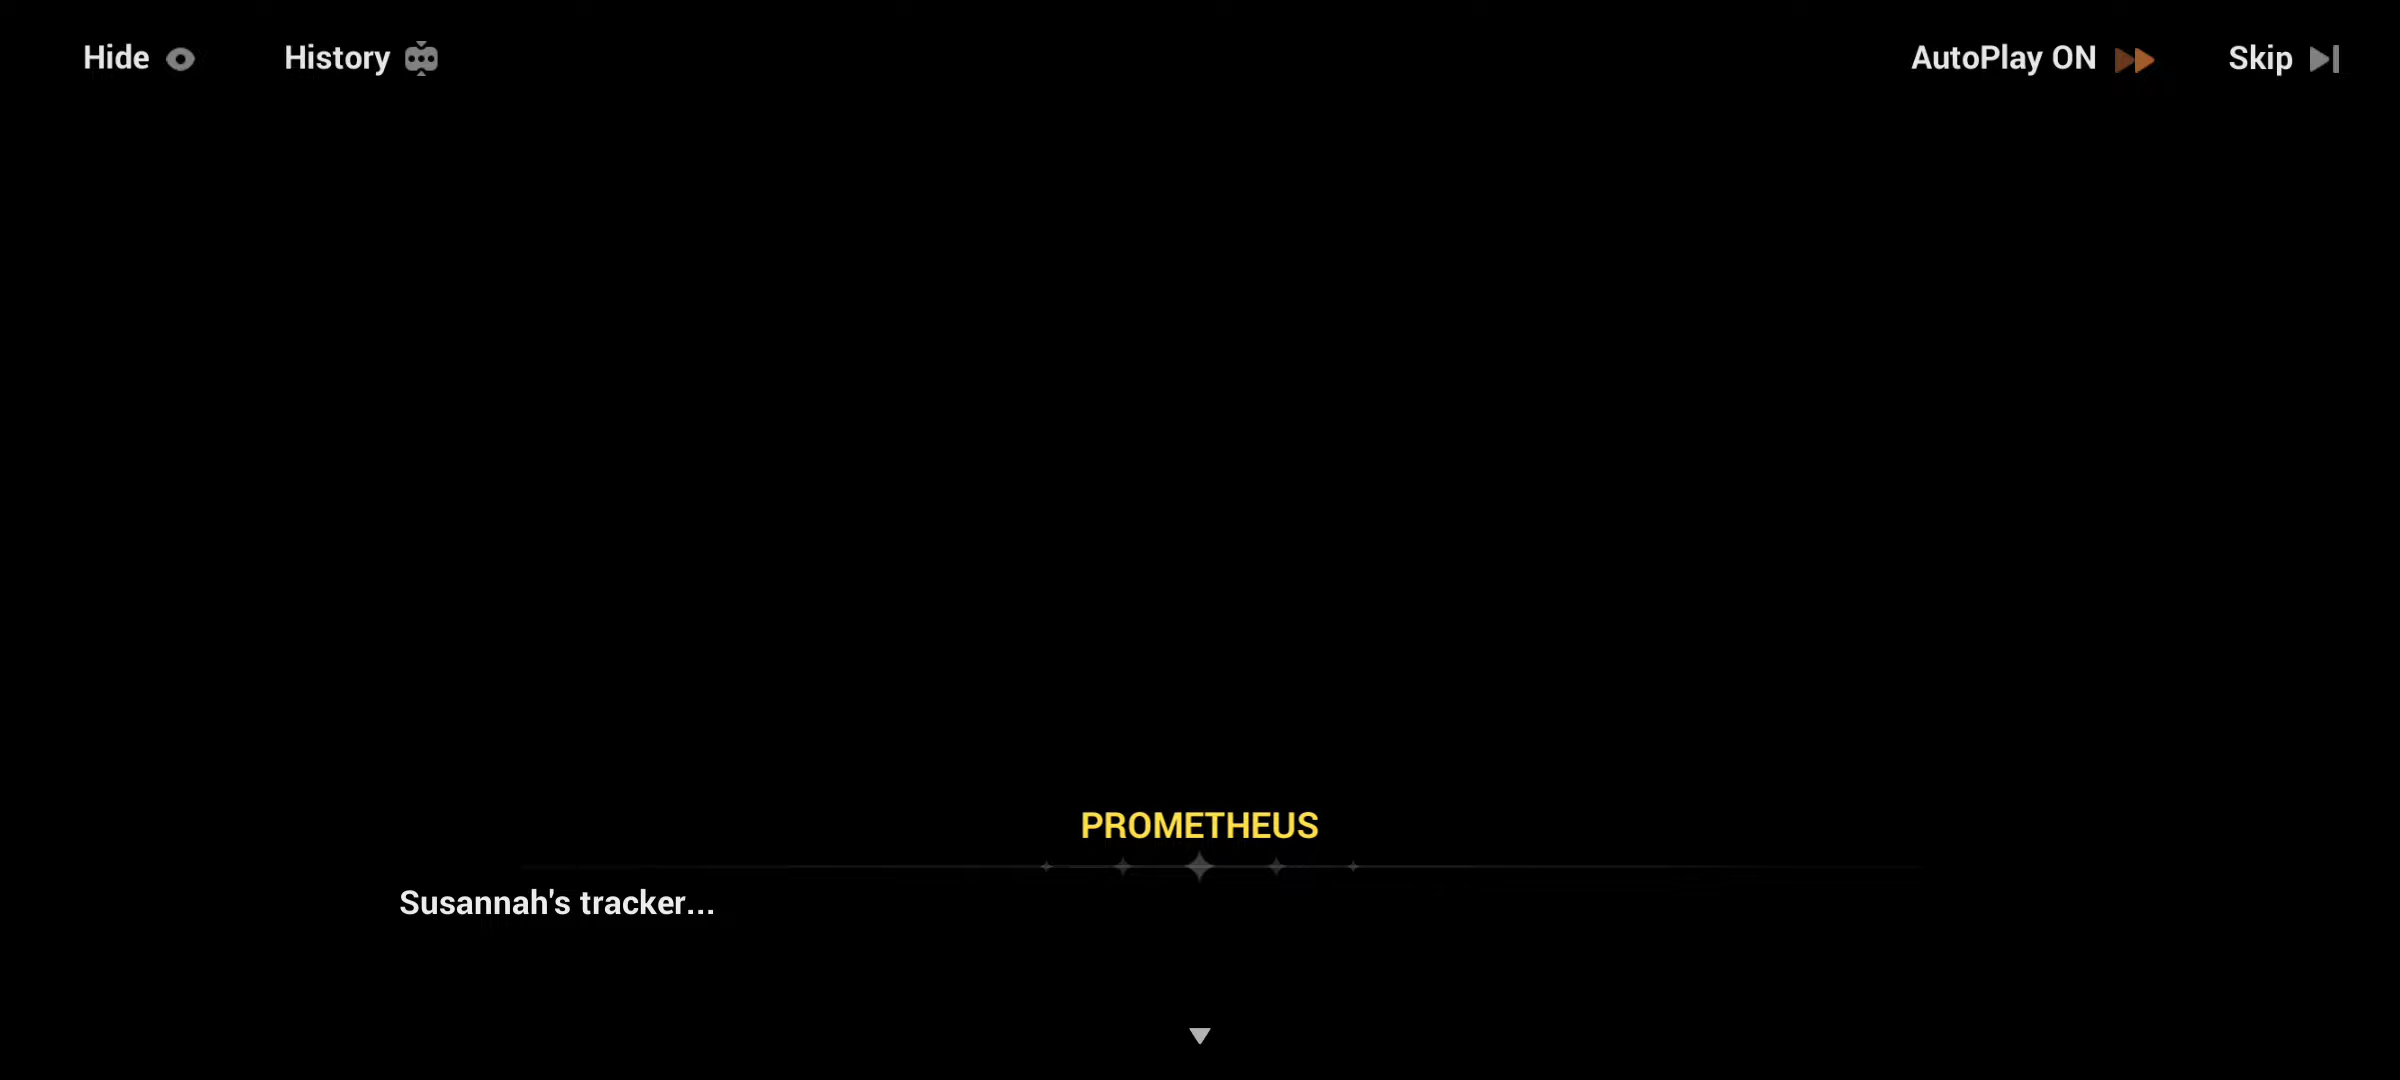 Hide
History
AutoPlay ON
Skip
PROMETHEUS
Susannah's tracker...